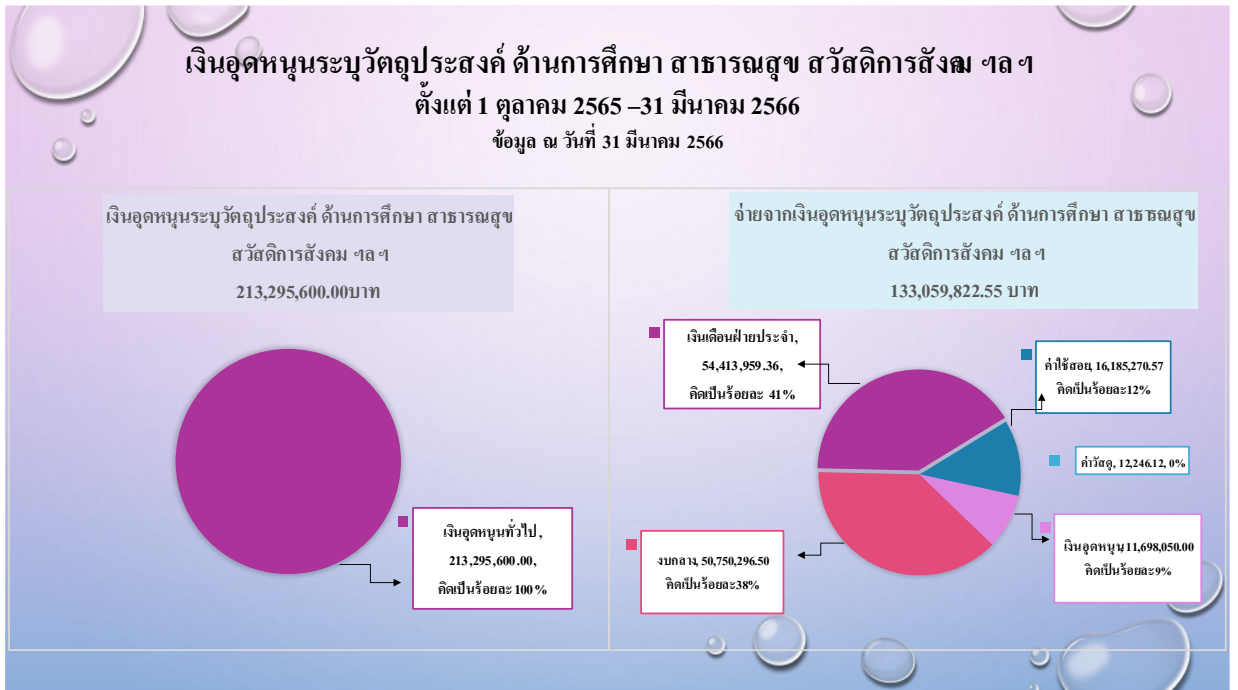 เงินอุดหนุนระบุวัตถุประสงค์ ด้านการศึกษา สาธารณสุข สวัสดิการสังคม ฯลฯ
ตั้งแต่ 1 ตุลาคม 2565 –31 มีนาคม 2566
ข้อมูล ณ วันที่ 31 มีนาคม 2566
เงินอุดหนุนระบุวัตถุประสงค์ ด้านการศึกษา สาธารณสุข
สวัสดิการสังคม ฯลฯ
213,295,600.00บาท
เงินอุดหนุนทั่วไป,
213,295,600.00,
คิดเป็นร้อยละ 100%
จ่ายจากเงินอุดหนุนระบุวัตถุประสงค์ ด้านการศึกษา สาธารณสุข
สวัสดิการสังคม ฯลฯ
133,059,822.55 บาท
เงินเดือนฝ่ายประจำ,
54,413,959.36,
คิดเป็นร้อยละ 41%
ค่าใช้สอย, 16,185,270.57
คิดเป็นร้อยละ12%
ค่าวัสดุ, 12,246.12, 0%
เงินอุดหนุน, 11,698,050.00
คิดเป็นร้อยละ9%
งบกลาง, 50,750,296.50
คิดเป็นร้อยละ38%